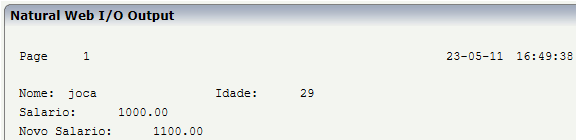 Natural Web I/O Output
Page 1 23-05-11 16:49:38
Nome: joca Idade: 29
Salario: 1000.00
Novo Salario: 1100.00